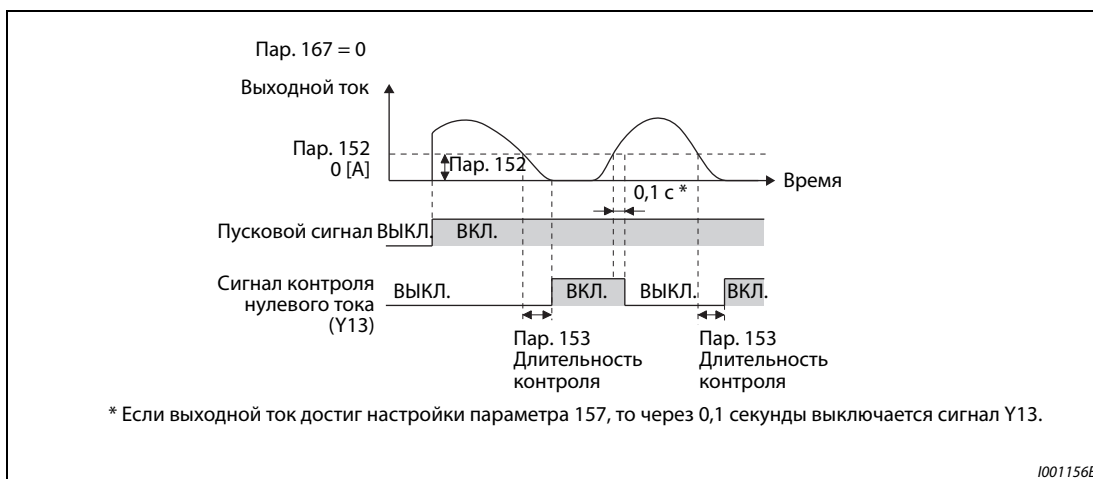 Пар. 167 = 0
Выходной ток
Пар. 152
0 [A]
Пар. 152
Время
0,1 с *
Пусковой сигнал
ВЫКЛ.
ВКЛ.
Сигнал контроля
нулевого тока
(Y13)
ВЫКЛ.
ВКЛ.
ВЫКЛ.
ВКЛ.
Пар. 153
Длительность
контроля
Пар. 153
Длительность
контроля
* Если выходной ток достиг настройки параметра 157, то через 0,1 секунды выключается сигнал Y13.
I001156E